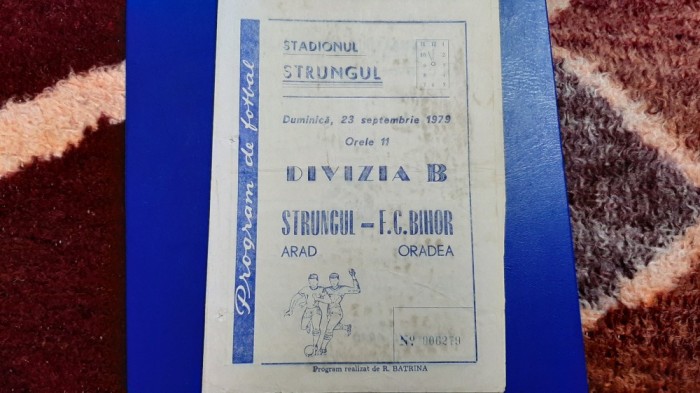 Program de fotbal
STADIONUL
STRUNGUL
Duminică, 23 septembrie 1979
Orele 11
DIVIZIA B
STRUNGUL – F.C. BIHOR
ARAD ORADEA
Nº 006279
Program realizat de R. BATRINA